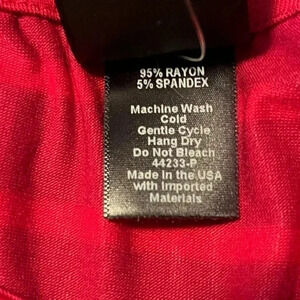 95% RAYON
5% SPANDEX
Machine Wash
Cold
Gentle Cycle
Hang Dry
Do Not Bleach
44233-P
Made in the USA
with Imported
Materials